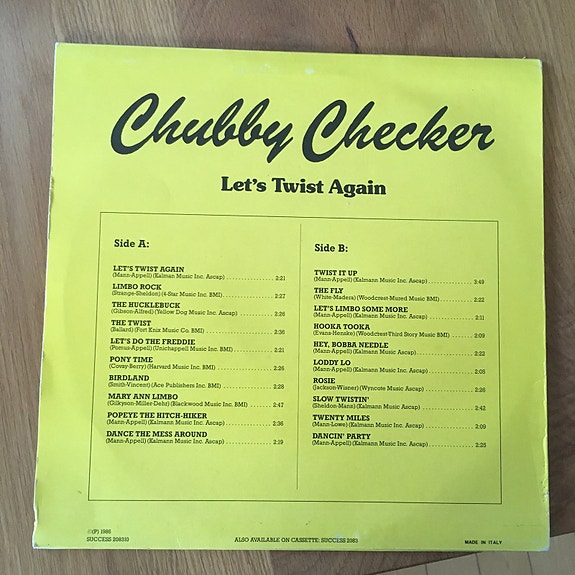 Chubby Checker
Let's Twist Again
Side A:
LET'S TWIST AGAIN
(Mann-Appell) (Kalman Music Inc. Ascap) 2:21
LIMBO ROCK
(Strange-Sheldon) (4-Star Music Inc. BMI) 2:27
THE HUCKLEBUCK
(Gibson-Alfred) (Yellow Dog Music Inc. Ascap) 2:26
THE TWIST
(Ballard) (Fort Knix Music Co. BMI) 2:36
LET'S DO THE FREDDIE
(Pomus-Appell) (Unichappell Music Inc. BMI) 2:21
PONY TIME
(Covay-Berry) (Harvard Music Inc. BMI) 2:26
BIRDLAND
(Smith-Vincent) (Ace Publishers Inc. BMI) 2:28
MARY ANN LIMBO
(Gilkyson-Miller-Dehr) (Blackwood Music Inc. BMI) 2:47
POPEYE THE HITCH-HIKER
(Mann-Appell) (Kalmann Music Inc. Ascap) 2:36
DANCE THE MESS AROUND
(Mann-Appell) (Kalmann Music Inc. Ascap) 2:19
Side B:
TWIST IT UP
(Mann-Appell) (Kalmann Music Inc. Ascap) 3:49
THE FLY
(White-Madera) (Woodcrest-Mured Music BMI) 2:22
LET'S LIMBO SOME MORE
(Mann-Appell) (Kalmann Music Inc. Ascap) 2:11
HOOKA TOOKA
(Evans-Henske) (Woodcrest-Third Story Music BMI) 2:09
HEY, BOBBA NEEDLE
(Mann-Appell) (Kalmann Music Inc. Ascap) 2:22
LODDY LO
(Mann-Appell) (Kalmann Music Inc. Ascap) 2:05
ROSIE
(Jackson-Wisner) (Wyncote Music Ascap) 2:26
SLOW TWISTIN'
(Sheldon-Mann) (Kalmann Music Ascap) 2:42
TWENTY MILES
(Mann-Lowe) (Kalmann Music Inc. Ascap) 2:09
DANCIN' PARTY
(Mann-Appell) (Kalmann Music Inc. Ascap) 2:25
©(P) 1986
SUCCESS 2083
ALSO AVAILABLE ON CASSETTE: SUCCESS 2083
MADE IN ITALY